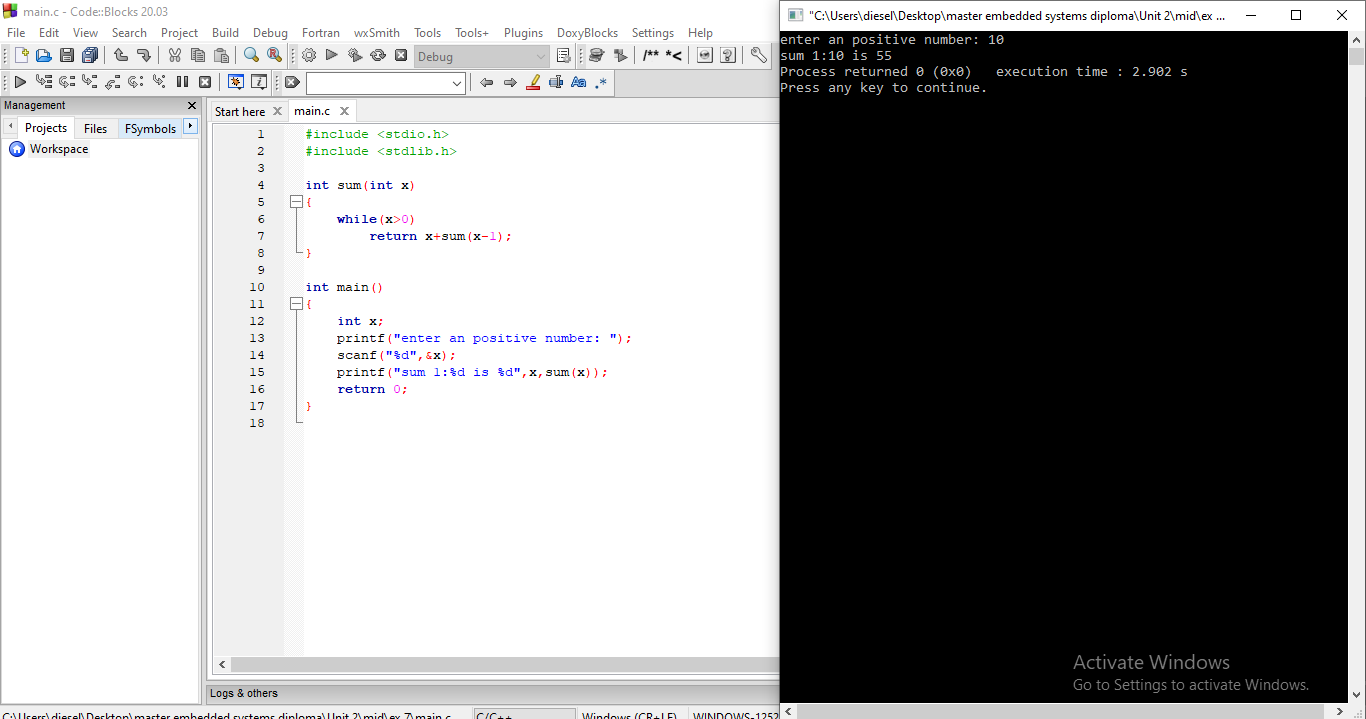 main.c - Code::Blocks 20.03
File Edit View Search Project Build Debug Fortran wxSmith Tools Tools+ Plugins DoxyBlocks Settings Help
Debug
/** *<
Management
Projects Files FSymbols
Workspace
Start here main.c
1 #include <stdio.h>
2 #include <stdlib.h>
3
4 int sum(int x)
5 {
6 while(x>0)
7 return x+sum(x-1);
8 }
9
10 int main()
11 {
12 int x;
13 printf("enter an positive number: ");
14 scanf("%d",&x);
15 printf("sum 1:%d is %d",x,sum(x));
16 return 0;
17 }
18
Logs & others
C:\Users\diesel\Desktop\master embedded systems diploma\Unit 2\mid\ex 7\main.c C/C++ Windows (CR+LF) WINDOWS-1252
"C:\Users\diesel\Desktop\master embedded systems diploma\Unit 2\mid\ex ...
enter an positive number: 10
sum 1:10 is 55
Process returned 0 (0x0) execution time : 2.902 s
Press any key to continue.
Activate Windows
Go to Settings to activate Windows.